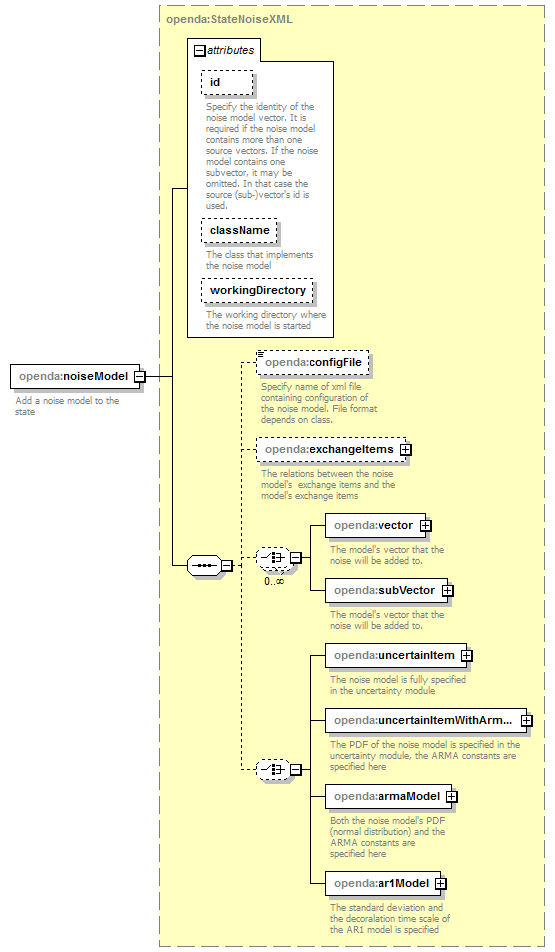 openda:StateNoiseXML
attributes
id
Specify the identity of the
noise model vector. It is
required if the noise model
contains more than one
source vectors. If the noise
model contains one
subvector, it may be
omitted. In that case the
source (sub-)vector's id is
used.
className
The class that implements
the noise model
workingDirectory
The working directory where
the noise model is started
openda:noiseModel
Add a noise model to the
state
openda:configFile
Specify name of xml file
containing configuration of
the noise model. File format
depends on class.
openda:exchangeItems
The relations between the noise
model's exchange items and the
model's exchange items
0..∞
openda:vector
The model's vector that the
noise will be added to.
openda:subVector
The model's vector that the
noise will be added to.
openda:uncertainItem
The noise model is fully specified
in the uncertainty module
openda:uncertainItemWithArm...
The PDF of the noise model is specified in the
uncertainty module, the ARMA constants are
specified here
openda:armaModel
Both the noise model's PDF
(normal distribution) and the
ARMA constants are
specified here
openda:ar1Model
The standard deviation and
the decoralation time scale of
the AR1 model is specified